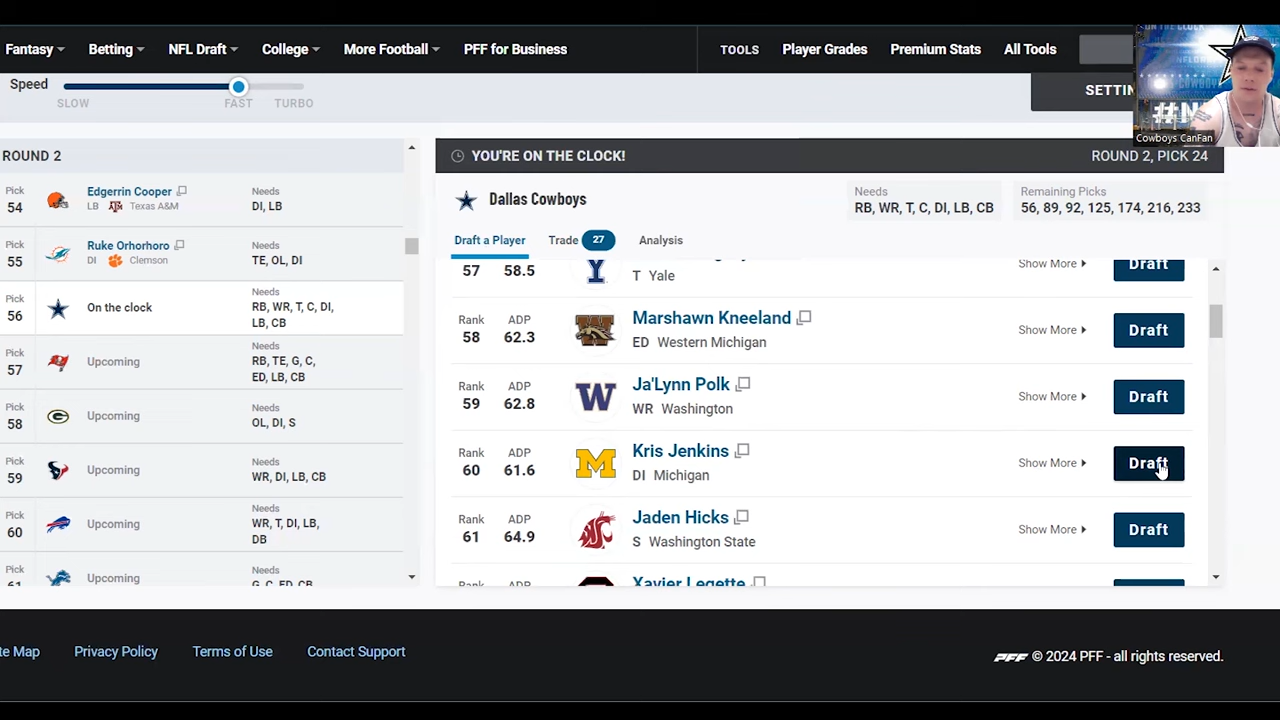 Fantasy
Betting
NFL Draft
College
More Football
PFF for Business
TOOLS
Player Grades
Premium Stats
All Tools
Speed
SLOW
FAST
TURBO
Cowboys CanFan
ROUND 2
Pick 54
Edgerrin Cooper
LB Texas A&M
Needs
DI, LB
Pick 55
Ruke Orhorhoro
DI Clemson
Needs
TE, OL, DI
Pick 56
On the clock
Needs
RB, WR, T, C, DI,
LB, CB
Pick 57
Upcoming
Needs
RB, TE, G, C,
ED, LB, CB
Pick 58
Upcoming
Needs
OL, DI, S
Pick 59
Upcoming
Needs
WR, DI, LB, CB
Pick 60
Upcoming
Needs
WR, T, DI, LB,
DB
Pick 61
Upcoming
Needs
G, C, ED, CB
YOU'RE ON THE CLOCK!
ROUND 2, PICK 24
Dallas Cowboys
Needs
RB, WR, T, C, DI, LB, CB
Remaining Picks
56, 89, 92, 125, 174, 216, 233
Draft a Player
Trade 27
Analysis
57 58.5
T Yale
Show More
Draft
Rank 58
ADP 62.3
Marshawn Kneeland
ED Western Michigan
Show More
Draft
Rank 59
ADP 62.8
Ja'Lynn Polk
WR Washington
Show More
Draft
Rank 60
ADP 61.6
Kris Jenkins
DI Michigan
Show More
Draft
Rank 61
ADP 64.9
Jaden Hicks
S Washington State
Show More
Draft
Rank
ADP
Xavier Legette
Privacy Policy
Terms of Use
Contact Support
PFF © 2024 PFF - all rights reserved.